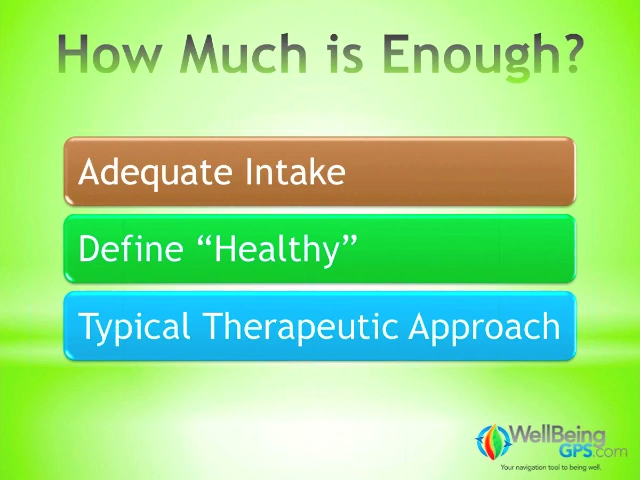 How Much is Enough?
Adequate Intake
Define “Healthy”
Typical Therapeutic Approach
WellBeing
GPS.com
Your navigation tool to being well.